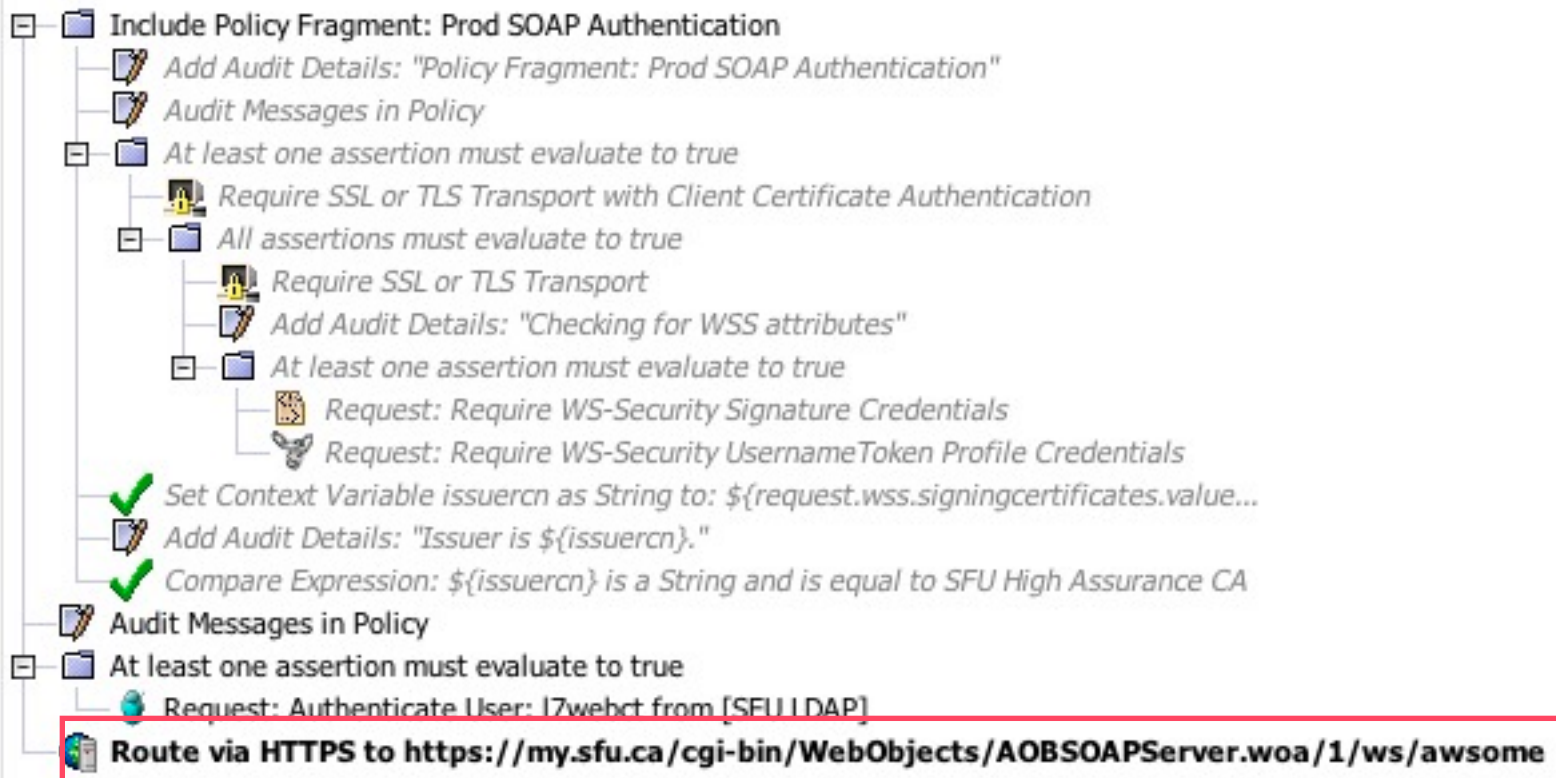 Include Policy Fragment: Prod SOAP Authentication
Add Audit Details: "Policy Fragment: Prod SOAP Authentication"
Audit Messages in Policy
At least one assertion must evaluate to true
Require SSL or TLS Transport with Client Certificate Authentication
All assertions must evaluate to true
Require SSL or TLS Transport
Add Audit Details: "Checking for WSS attributes"
At least one assertion must evaluate to true
Request: Require WS-Security Signature Credentials
Request: Require WS-Security UsernameToken Profile Credentials
Set Context Variable issuercn as String to: ${request.wss.signingcertificates.value...
Add Audit Details: "Issuer is ${issuercn}."
Compare Expression: ${issuercn} is a String and is equal to SFU High Assurance CA
Audit Messages in Policy
At least one assertion must evaluate to true
Request: Authenticate User: l7webct from [SFU LDAP]
Route via HTTPS to https://my.sfu.ca/cgi-bin/WebObjects/AOBSOAPServer.woa/1/ws/awsome